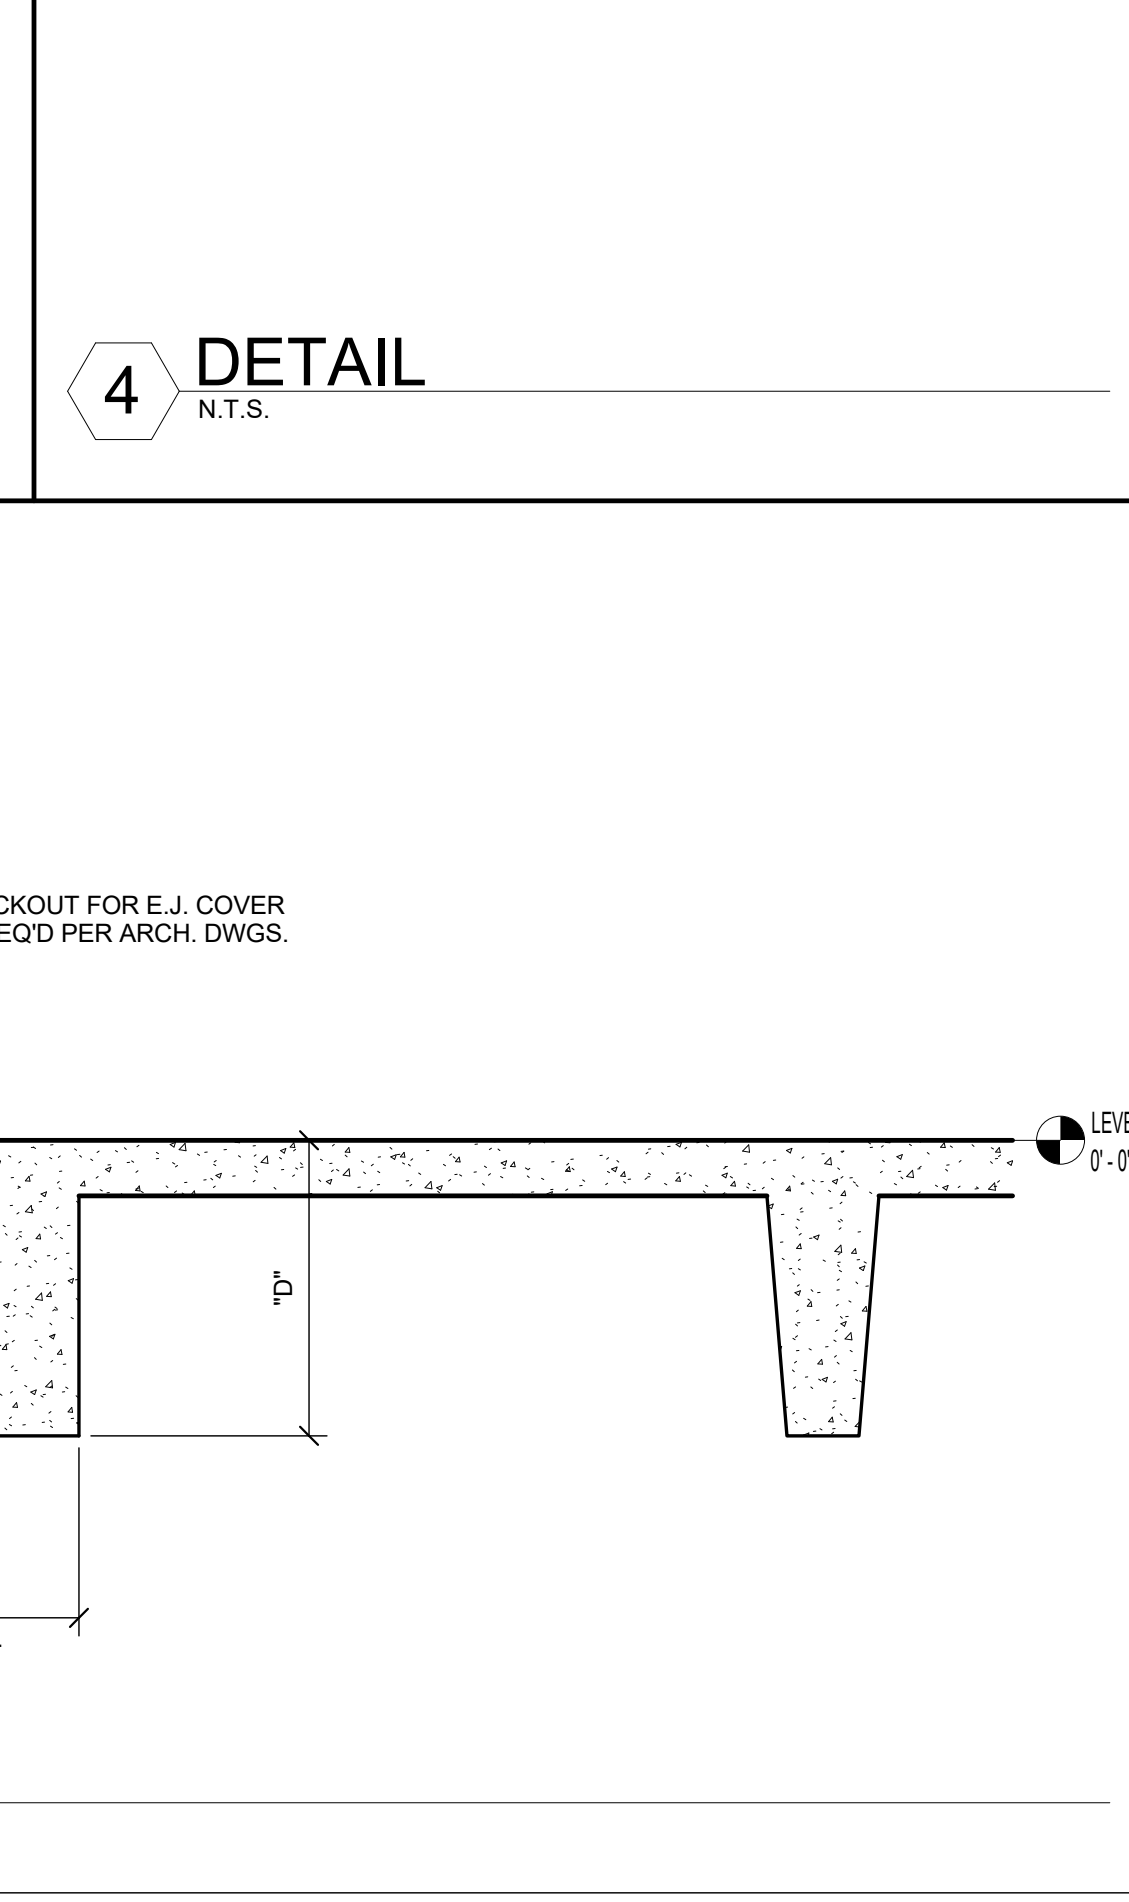 4
DETAIL
N.T.S.
CKOUT FOR E.J. COVER
EQ'D PER ARCH. DWGS.
LEVE
0' - 0"
"D"